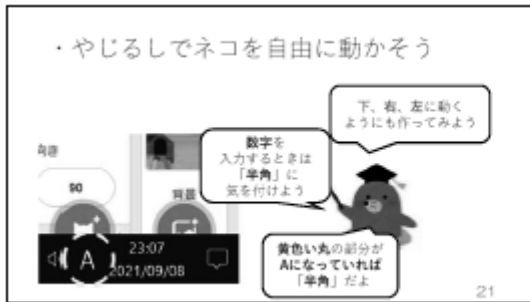 ・やじるしでネコを自由に動かそう
下、右、左に動く
ようにも作ってみよう
数字を
入力するときは
「半角」に
気を付けよう
向き
90
背景
A
23:07
2021/09/08
黄色い丸の部分が
Aになっていれば
「半角」だよ
21